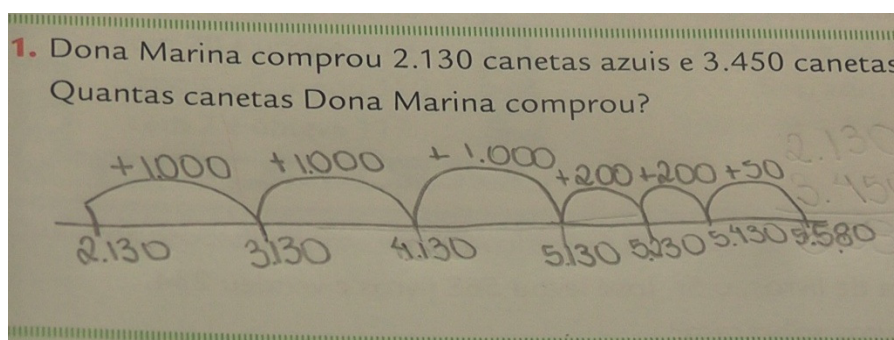 1. Dona Marina comprou 2.130 canetas azuis e 3.450 canetas
Quantas canetas Dona Marina comprou?
+1.000 +1.000 +1.000 +200 +200 +50
2.130 3.130 4.130 5.130 5.230 5.430 5.580